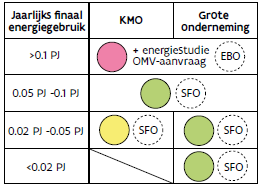 Jaarlijks finaal energiegebruik
KMO
Grote onderneming
>0.1 PJ
+ energiestudie
OMV-aanvraag
EBO
0.05 PJ -0.1 PJ
SFO
0.02 PJ -0.05 PJ
SFO
SFO
<0.02 PJ
SFO